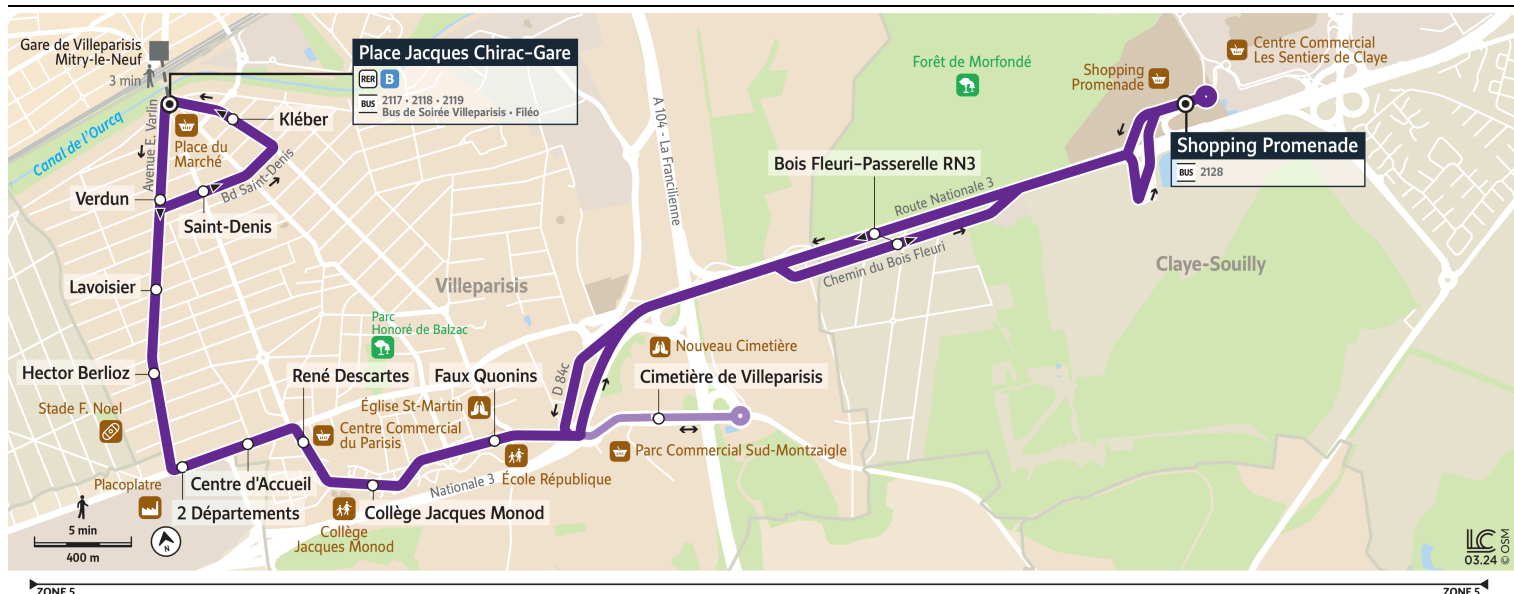 Gare de Villeparisis
Mitry-le-Neuf
3 min
Place Jacques Chirac–Gare
RER B
BUS 2117 • 2118 • 2119
Bus de Soirée Villeparisis • Filéo
Canal de l'Ourcq
Avenue E. Varlin
Kléber
Place du
Marché
Bd Saint-Denis
Verdun
Saint-Denis
Lavoisier
Villeparisis
Parc
Honoré de Balzac
Hector Berlioz
Stade F. Noel
René Descartes
Faux Quonins
Église St-Martin
Centre Commercial
du Parisis
D 84c
Nouveau Cimetière
Cimetière de Villeparisis
Parc Commercial Sud-Montzaigle
École République
Nationale 3
Placoplatre
Centre d'Accueil
2 Départements
Collège Jacques Monod
Collège
Jacques Monod
5 min
400 m
N
A 104 - La Francilienne
Bois Fleuri–Passerelle RN3
Route Nationale 3
Chemin du Bois Fleuri
Forêt de Morfondé
Shopping
Promenade
Centre Commercial
Les Sentiers de Claye
Shopping Promenade
BUS 2128
Claye-Souilly
LC
03.24 © OSM
ZONE 5
ZONE 5